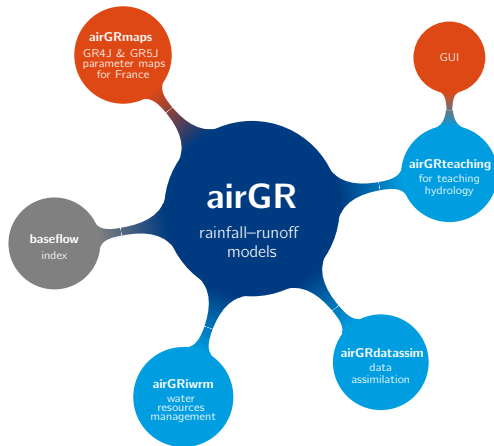 airGRmaps
GR4J & GR5J
parameter maps
for France
GUI
airGRteaching
for teaching
hydrology
airGR
rainfall–runoff
models
baseflow
index
airGRdatassim
data
assimilation
airGRiwrm
water
resources
management